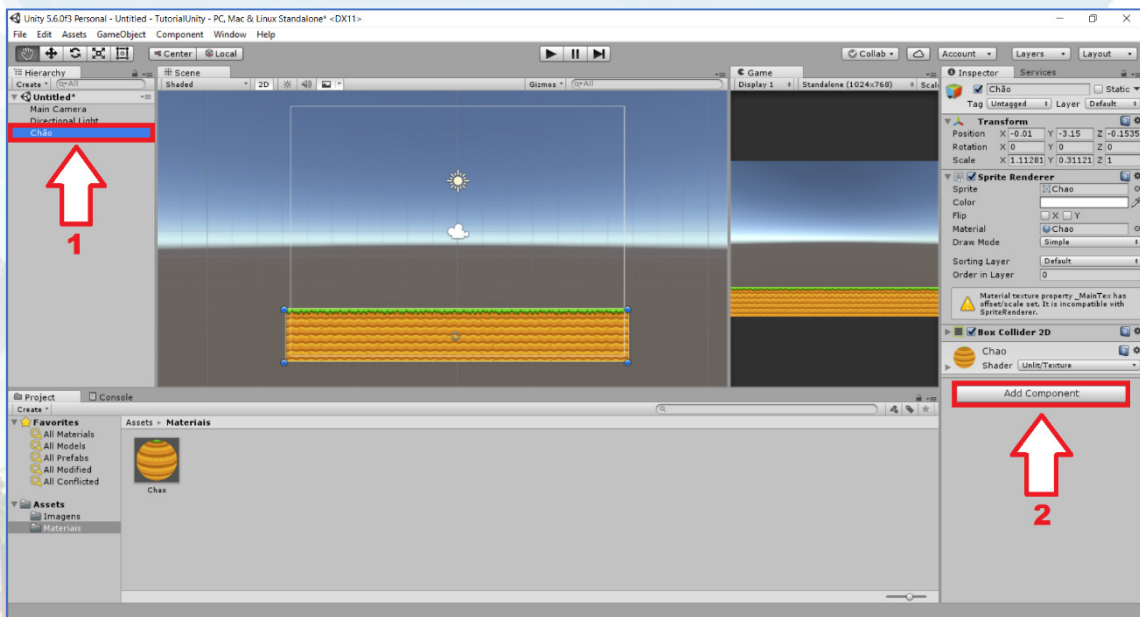 Unity 5.6.0f3 Personal - Untitled - TutorialUnity - PC, Mac & Linux Standalone* <DX11>
File Edit Assets GameObject Component Window Help
Center Local Collab Account Layers Layout
Hierarchy
Create All
Untitled*
Main Camera
Directional Light
Chão
1
Scene
Shaded 2D Gizmos All
Game
Display 1 Standalone (1024x768) Scale
Inspector Services
Chão Static
Tag Untagged Layer Default
Transform
Position X -0.01 Y -3.15 Z -0.1535
Rotation X 0 Y 0 Z 0
Scale X 1.11281 Y 0.31121 Z 1
Sprite Renderer
Sprite Chao
Color
Flip X Y
Material Chao
Draw Mode Simple
Sorting Layer Default
Order in Layer 0
Material texture property _MainTex has
offset/scale set. It is incompatible with
SpriteRenderer.
Box Collider 2D
Chao
Shader Unlit/Texture
Add Component
2
Project Console
Create
Favorites
All Materials
All Models
All Prefabs
All Modified
All Conflicted
Assets
Imagens
Materiais
Assets Materiais
Chao